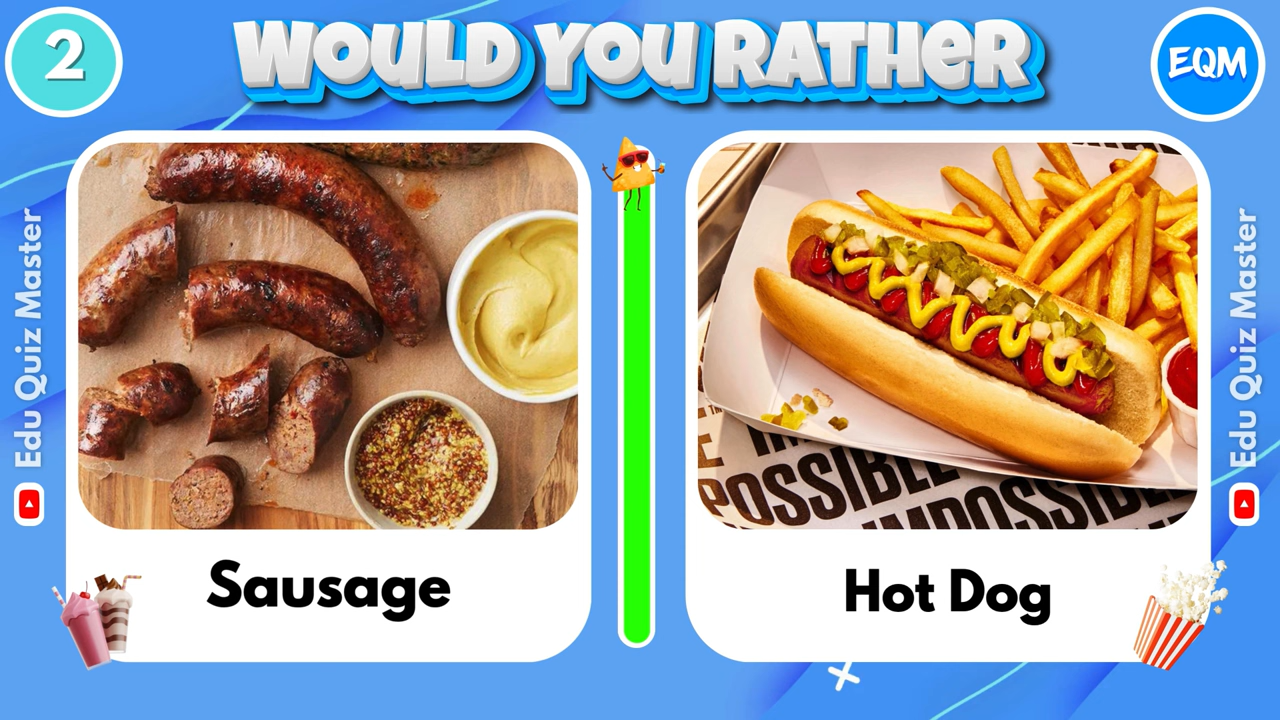 2
WOULD YOU RATHER
EQM
Edu Quiz Master
Edu Quiz Master
POSSIBLE
IMPOSSIBLE
Sausage
Hot Dog